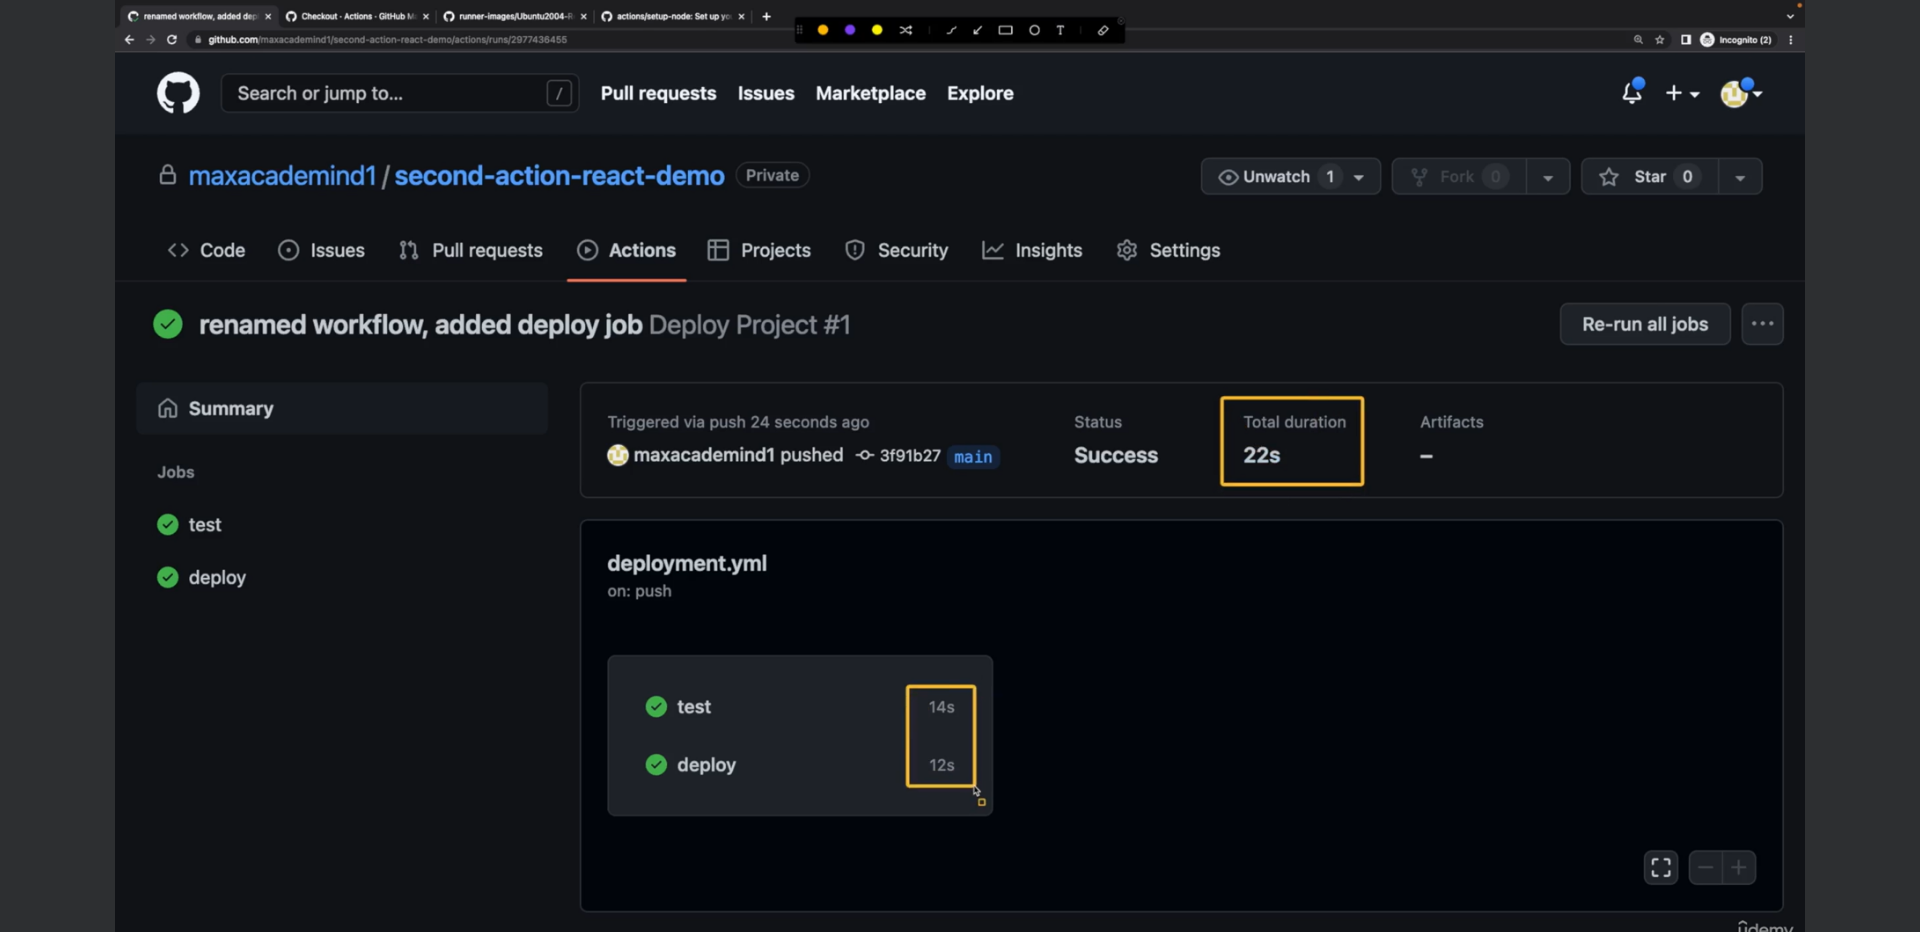 renamed workflow, added dep
Checkout - Actions · GitHub M
runner-images/Ubuntu2004-R
actions/setup-node: Set up yo
github.com/maxacademind1/second-action-react-demo/actions/runs/2977436455
T
Incognito (2)
Search or jump to...
/
Pull requests
Issues
Marketplace
Explore
maxacademind1 / second-action-react-demo
Private
Unwatch 1
Fork 0
Star 0
Code
Issues
Pull requests
Actions
Projects
Security
Insights
Settings
renamed workflow, added deploy job Deploy Project #1
Re-run all jobs
Summary
Jobs
test
deploy
Triggered via push 24 seconds ago
maxacademind1 pushed 3f91b27 main
Status
Success
Total duration
22s
Artifacts
–
deployment.yml
on: push
test 14s
deploy 12s
udemy